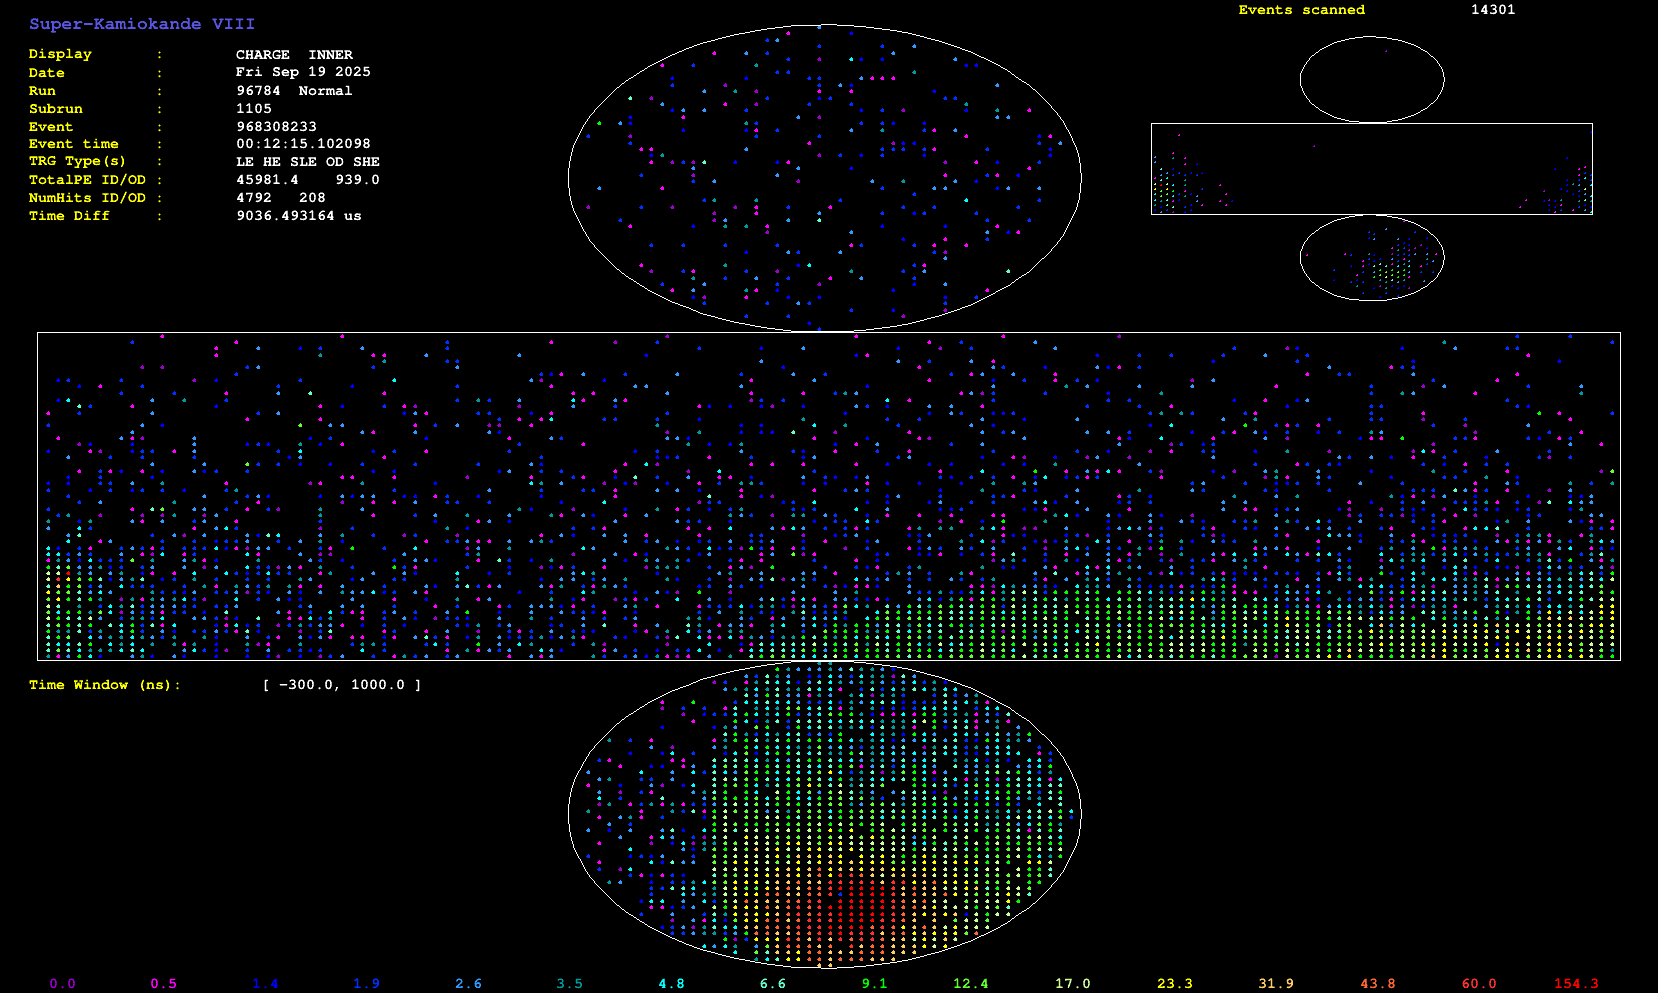 Super-Kamiokande VIII
Events scanned 14301
Display : CHARGE INNER
Date : Fri Sep 19 2025
Run : 96784 Normal
Subrun : 1105
Event : 968308233
Event time : 00:12:15.102098
TRG Type(s) : LE HE SLE OD SHE
TotalPE ID/OD : 45981.4 939.0
NumHits ID/OD : 4792 208
Time Diff : 9036.493164 us
Time Window (ns): [ -300.0, 1000.0 ]
0.0 0.5 1.4 1.9 2.6 3.5 4.8 6.6 9.1 12.4 17.0 23.3 31.9 43.8 60.0 154.3